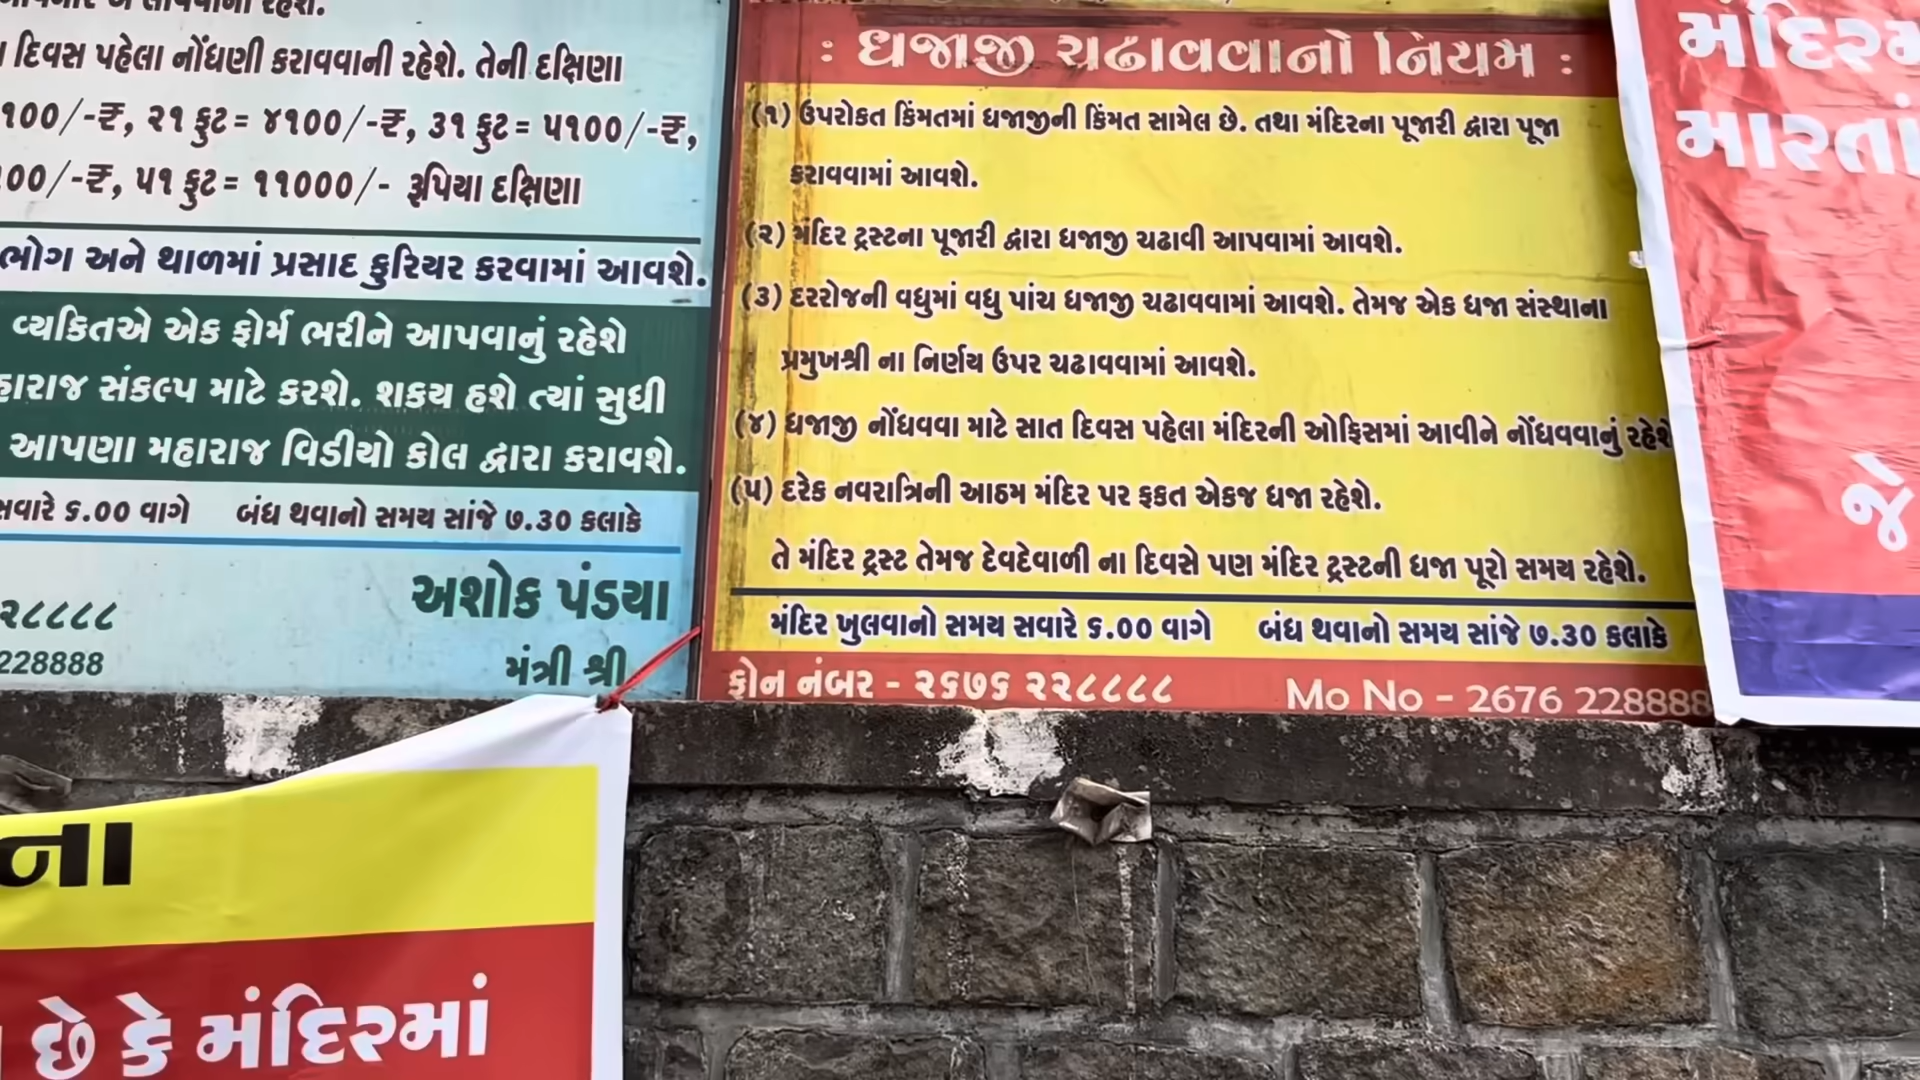 દિવસ પહેલા નોંધણી કરાવવાની રહેશે. તેની દક્ષિણા
૧૦૦/-₹, ૨૧ ફુટ = ૪૧૦૦/-₹, ૩૧ ફુટ = ૫૧૦૦/-₹,
૦૦/-₹, ૫૧ ફુટ = ૧૧૦૦૦/- રૂપિયા દક્ષિણા
ભોગ અને થાળમાં પ્રસાદ કુરિયર કરવામાં આવશે.
વ્યકિતએ એક ફોર્મ ભરીને આપવાનું રહેશે
હારાજ સંકલ્પ માટે કરશે. શકય હશે ત્યાં સુધી
આપણા મહારાજ વિડીયો કોલ દ્વારા કરાવશે.
સવારે ૬.૦૦ વાગે બંધ થવાનો સમય સાંજે ૭.૩૦ કલાકે
અશોક પંડયા
૨૮૮૮૮
મંત્રી શ્રી
228888
: ધજાજી ચઢાવવાનો નિયમ :
(૧) ઉપરોકત કિંમતમાં ધજાજીની કિંમત સામેલ છે. તથા મંદિરના પૂજારી દ્વારા પૂજા
કરાવવામાં આવશે.
(૨) મંદિર ટ્રસ્ટના પૂજારી દ્વારા ધજાજી ચઢાવી આપવામાં આવશે.
(૩) દરરોજની વધુમાં વધુ પાંચ ધજાજી ચઢાવવામાં આવશે. તેમજ એક ધજા સંસ્થાના
પ્રમુખશ્રી ના નિર્ણય ઉપર ચઢાવવામાં આવશે.
(૪) ધજાજી નોંધવવા માટે સાત દિવસ પહેલા મંદિરની ઓફિસમાં આવીને નોંધવવાનું રહેશે
(૫) દરેક નવરાત્રિની આઠમ મંદિર પર ફકત એકજ ધજા રહેશે.
તે મંદિર ટ્રસ્ટ તેમજ દેવદેવાળી ના દિવસે પણ મંદિર ટ્રસ્ટની ધજા પૂરો સમય રહેશે.
મંદિર ખુલવાનો સમય સવારે ૬.૦૦ વાગે બંધ થવાનો સમય સાંજે ૭.૩૦ કલાકે
ફોન નંબર - ૨૬૭૬ ૨૨૮૮૮૮ Mo No - 2676 228888
મંદિરમ
મારતાં
જે
ના
છે કે મંદિરમાં